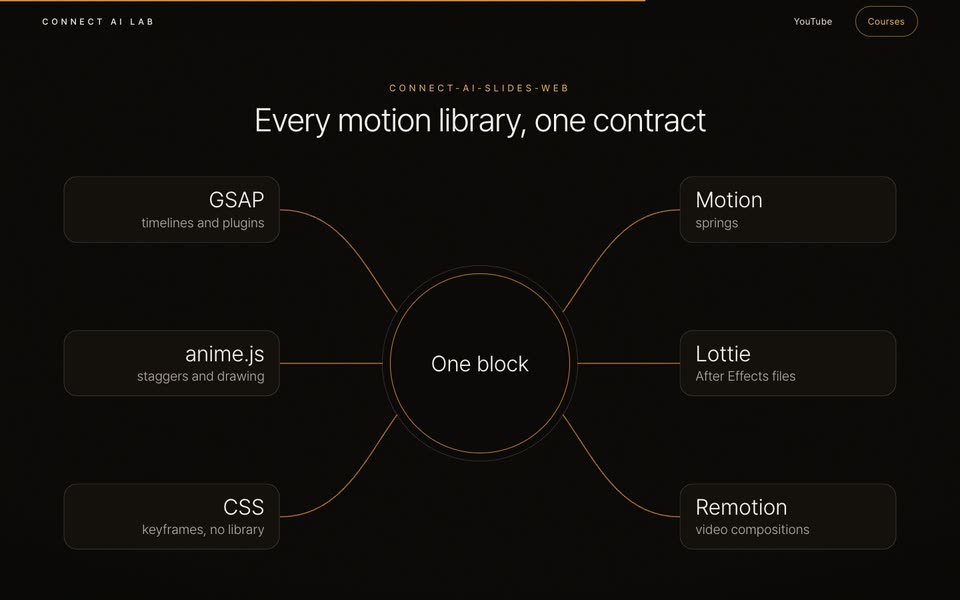 CONNECT AI LAB
YouTube
Courses
CONNECT-AI-SLIDES-WEB
Every motion library, one contract
GSAP
timelines and plugins
Motion
springs
anime.js
staggers and drawing
One block
Lottie
After Effects files
CSS
keyframes, no library
Remotion
video compositions